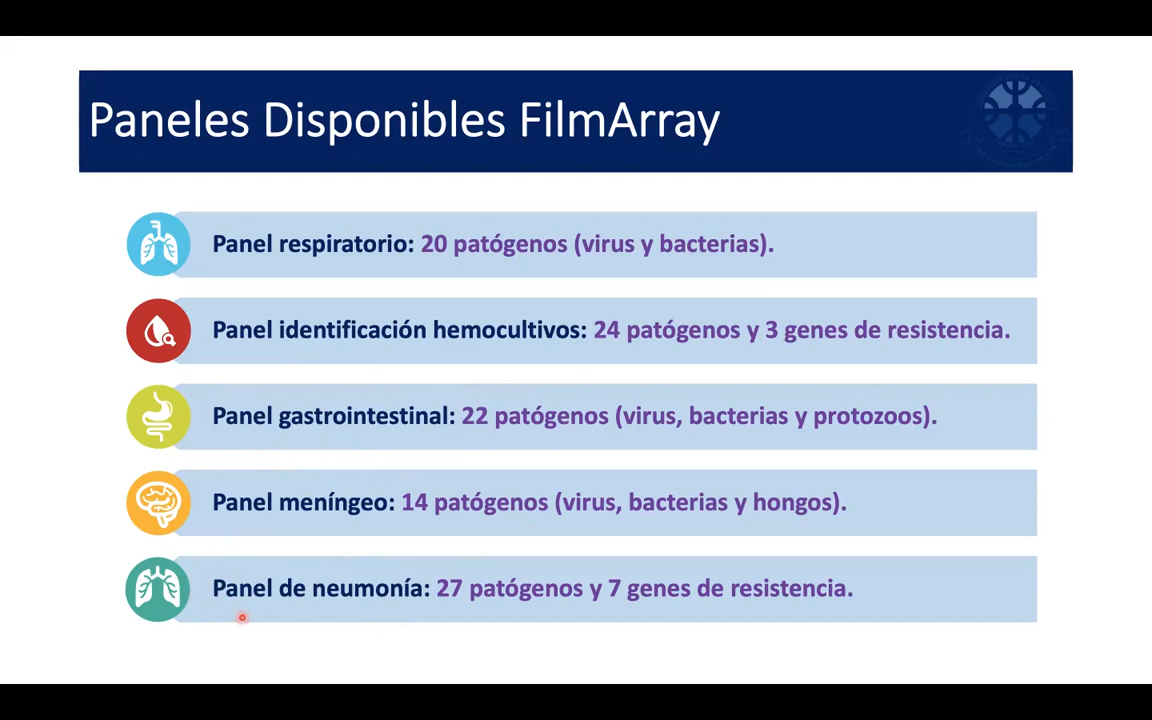 Paneles Disponibles FilmArray
Panel respiratorio: 20 patógenos (virus y bacterias).
Panel identificación hemocultivos: 24 patógenos y 3 genes de resistencia.
Panel gastrointestinal: 22 patógenos (virus, bacterias y protozoos).
Panel meníngeo: 14 patógenos (virus, bacterias y hongos).
Panel de neumonía: 27 patógenos y 7 genes de resistencia.